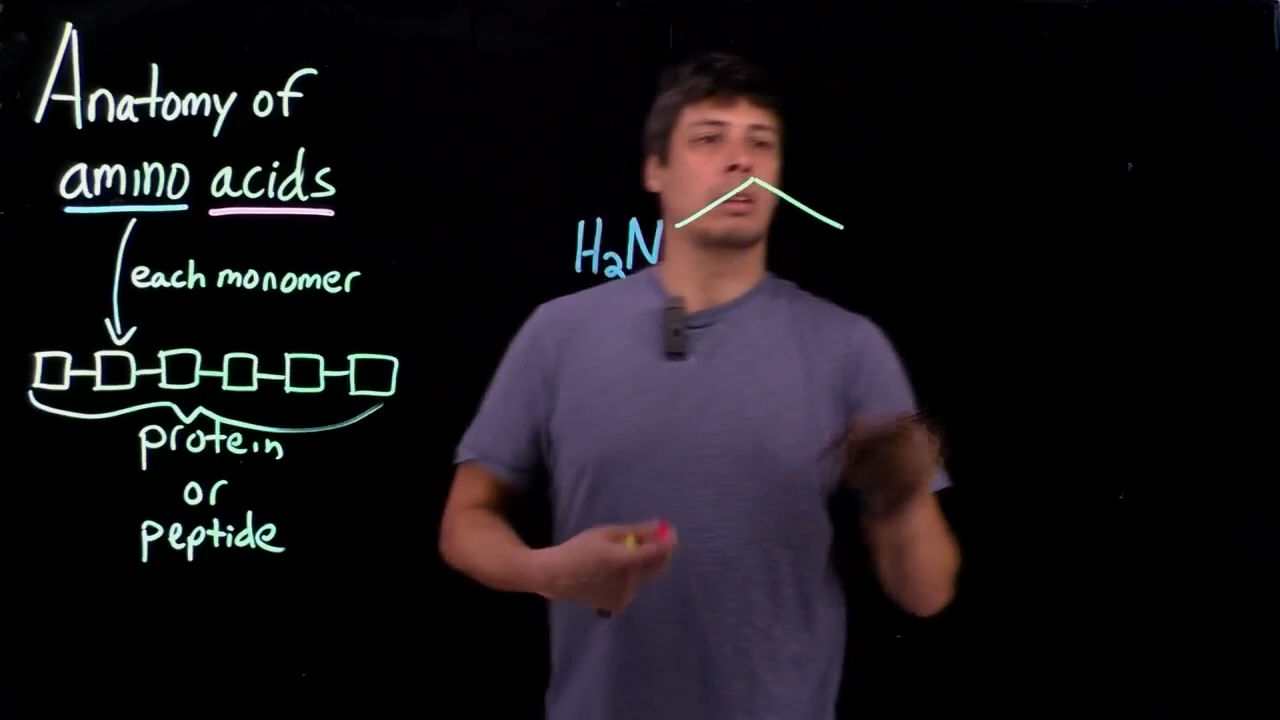 Anatomy of
amino acids
each monomer
protein
or
peptide
H₂N